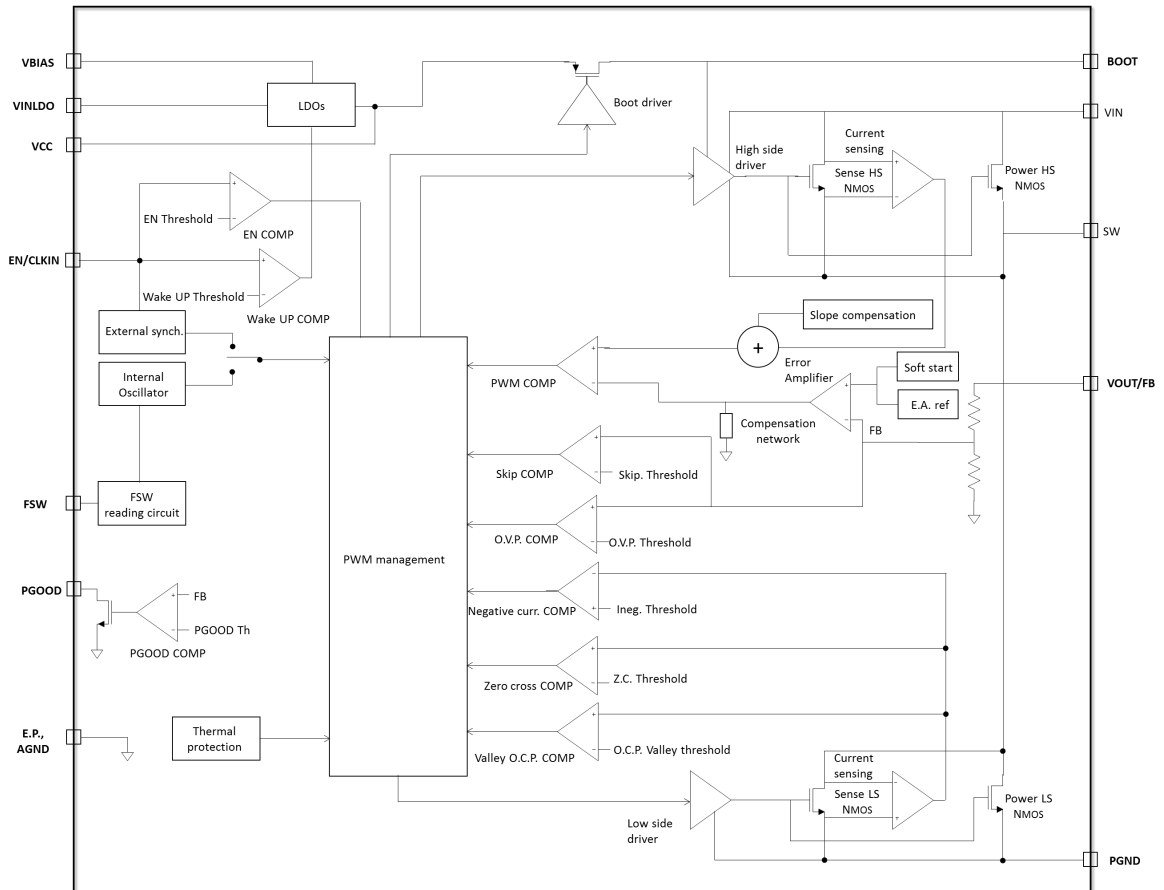 VBIAS
BOOT
VINLDO
LDOs
Boot driver
VIN
VCC
Current
sensing
High side
driver
Sense HS
NMOS
Power HS
NMOS
+
−
+
−
EN Threshold
EN COMP
SW
EN/CLKIN
+
−
Wake UP Threshold
Wake UP COMP
External synch.
Slope compensation
+
Internal
Oscillator
+
−
PWM COMP
Error
Amplifier
+
−
Soft start
E.A. ref
VOUT/FB
Compensation
network
FB
+
−
Skip COMP
Skip. Threshold
FSW
FSW
reading circuit
+
−
O.V.P. COMP
O.V.P. Threshold
PWM management
PGOOD
+
−
FB
PGOOD Th
PGOOD COMP
−
+
Negative curr. COMP
Ineg. Threshold
+
−
Zero cross COMP
Z.C. Threshold
E.P.,
AGND
Thermal
protection
+
−
Valley O.C.P. COMP
O.C.P. Valley threshold
Current
sensing
−
+
Sense LS
NMOS
Power LS
NMOS
Low side
driver
PGND